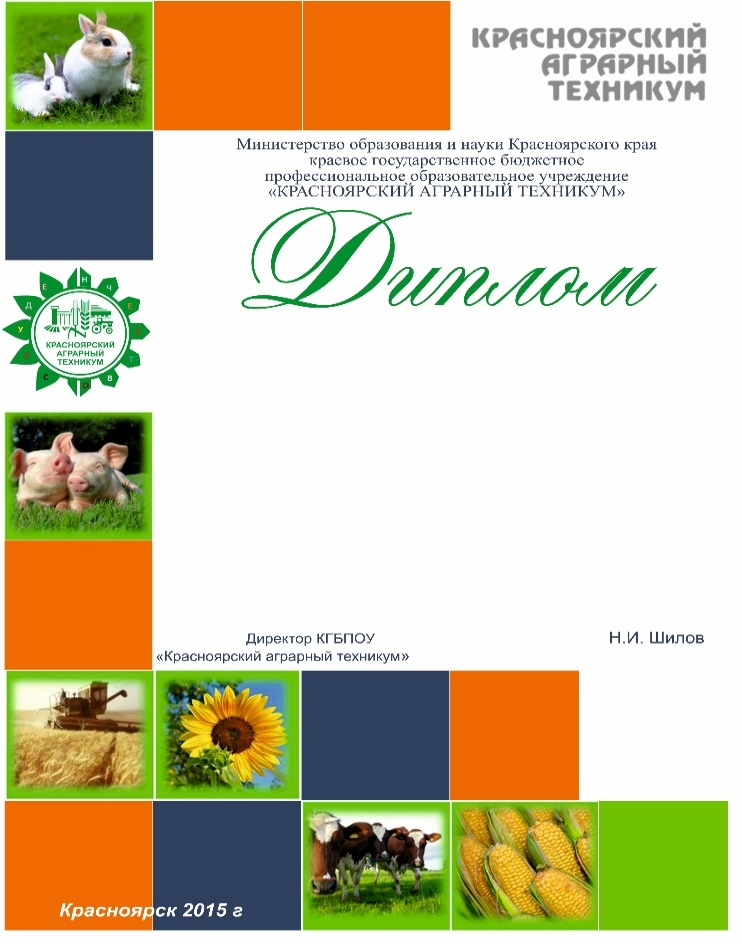 КРАСНОЯРСКИЙ
АГРАРНЫЙ
ТЕХНИКУМ
Министерство образования и науки Красноярского края
краевое государственное бюджетное
профессиональное образовательное учреждение
«КРАСНОЯРСКИЙ АГРАРНЫЙ ТЕХНИКУМ»
Диплом
КРАСНОЯРСКИЙ
АГРАРНЫЙ
ТЕХНИКУМ
Директор КГБПОУ
«Красноярский аграрный техникум»
Н.И. Шилов
Красноярск 2015 г